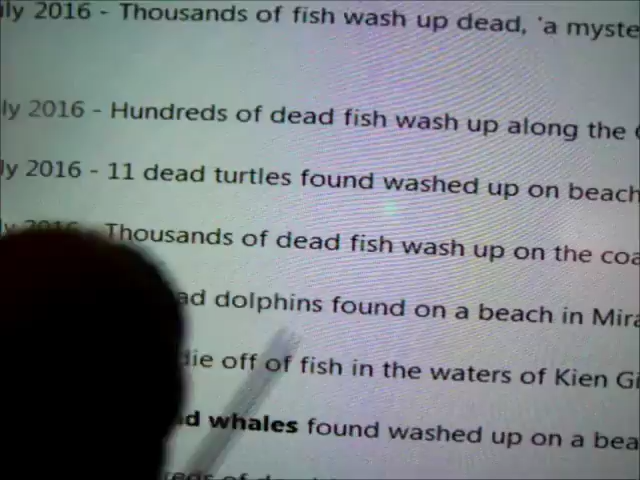 ily 2016 - Thousands of fish wash up dead, 'a myste
ly 2016 - Hundreds of dead fish wash up along the
ly 2016 - 11 dead turtles found washed up on beach
2016 - Thousands of dead fish wash up on the coa
ad dolphins found on a beach in Mira
die off of fish in the waters of Kien Gi
d whales found washed up on a bea